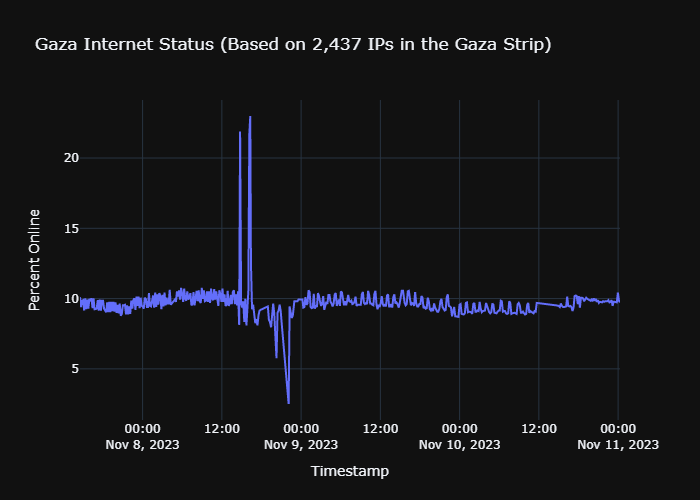 Gaza Internet Status (Based on 2,437 IPs in the Gaza Strip)
Percent Online
20
15
10
5
00:00 12:00 00:00 12:00 00:00 12:00 00:00
Nov 8, 2023 Nov 9, 2023 Nov 10, 2023 Nov 11, 2023
Timestamp